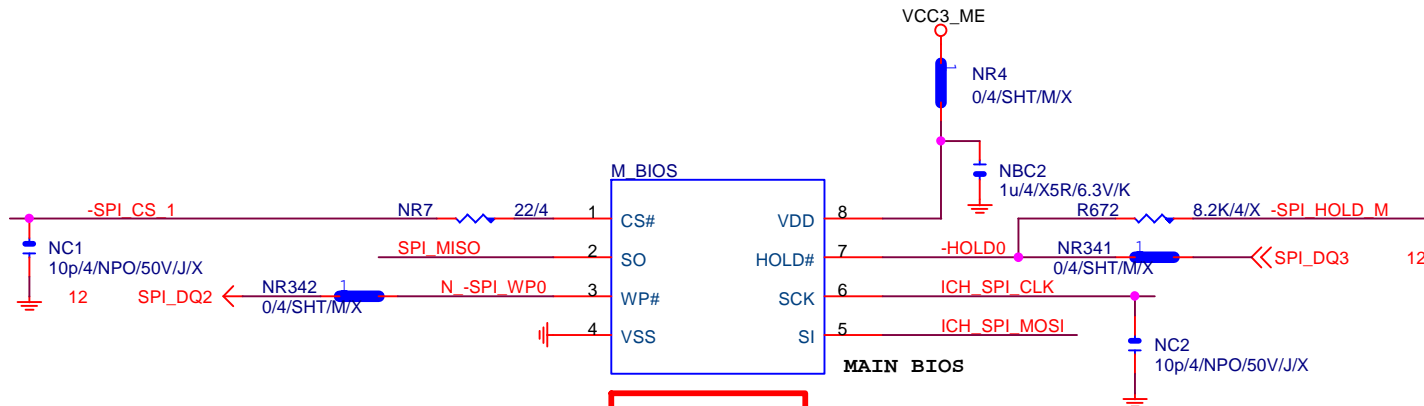 VCC3_ME
1
NR4
0/4/SHT/M/X
M_BIOS
NBC2
1u/4/X5R/6.3V/K
-SPI_CS_1
NR7
22/4
1
CS#
VDD
8
R672
8.2K/4/X
-SPI_HOLD_M
NC1
10p/4/NPO/50V/J/X
SPI_MISO
2
SO
HOLD#
7
-HOLD0
NR341
0/4/SHT/M/X
1
SPI_DQ3
12
12
SPI_DQ2
NR342
0/4/SHT/M/X
1
N_-SPI_WP0
3
WP#
SCK
6
ICH_SPI_CLK
4
VSS
SI
5
ICH_SPI_MOSI
NC2
10p/4/NPO/50V/J/X
MAIN BIOS